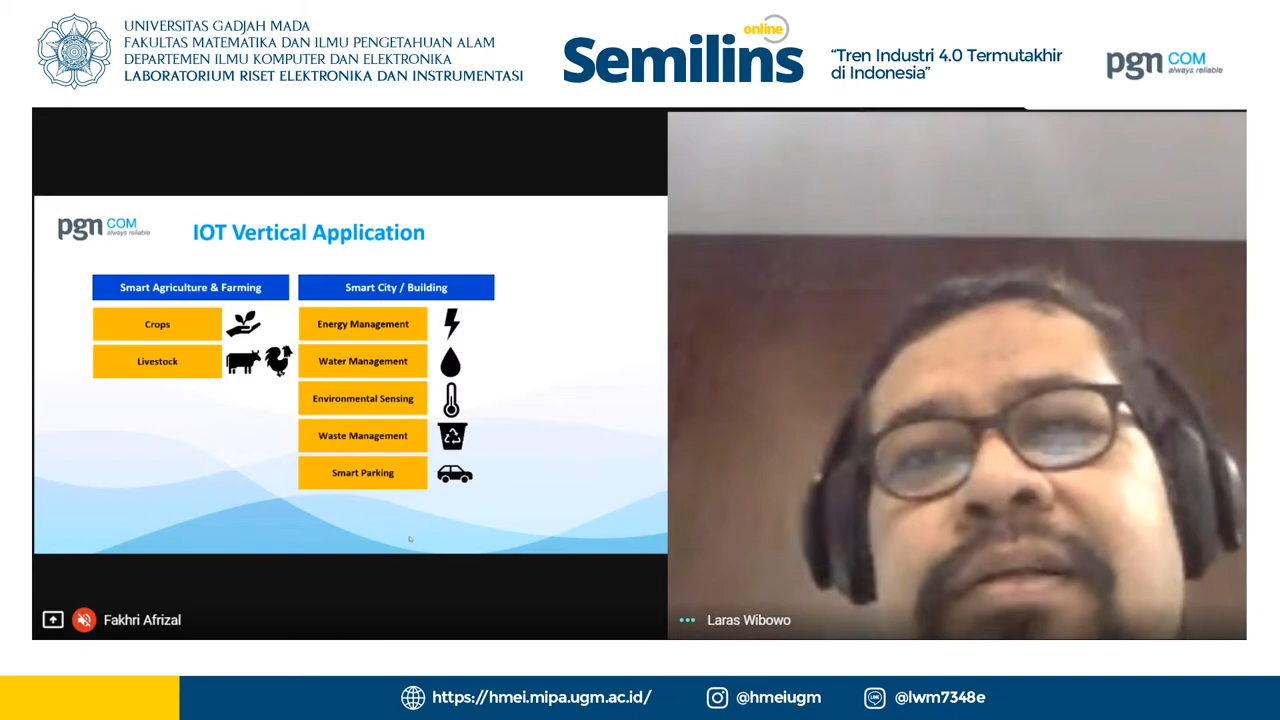 UNIVERSITAS GADJAH MADA
FAKULTAS MATEMATIKA DAN ILMU PENGETAHUAN ALAM
DEPARTEMEN ILMU KOMPUTER DAN ELEKTRONIKA
LABORATORIUM RISET ELEKTRONIKA DAN INSTRUMENTASI
online
Semilins
“Tren Industri 4.0 Termutakhir
di Indonesia”
pgn COM
always reliable
pgn COM
always reliable
IOT Vertical Application
Smart Agriculture & Farming
Crops
Livestock
Smart City / Building
Energy Management
Water Management
Environmental Sensing
Waste Management
Smart Parking
Fakhri Afrizal
Laras Wibowo
https://hmei.mipa.ugm.ac.id/
@hmeiugm
LINE
@lwm7348e